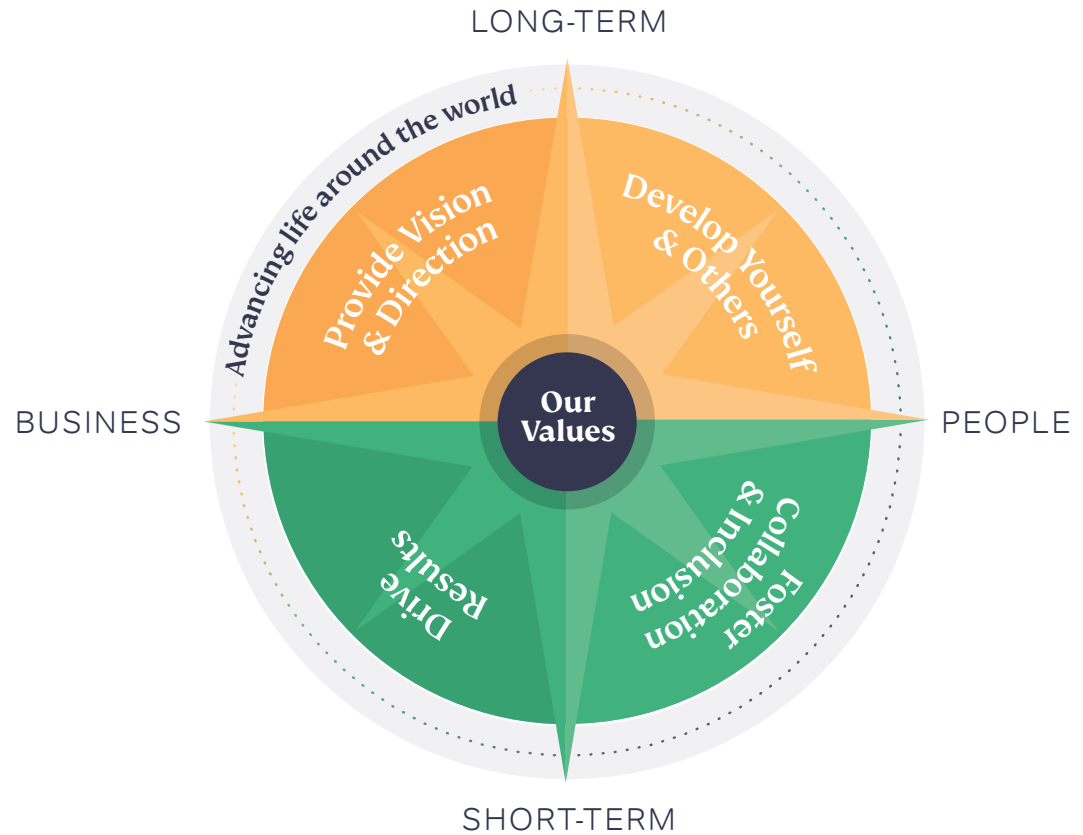 LONG-TERM
Advancing life around the world
Provide Vision
& Direction
Develop Yourself
& Others
BUSINESS
Our
Values
PEOPLE
Drive
Results
Foster
Collaboration
& Inclusion
SHORT-TERM